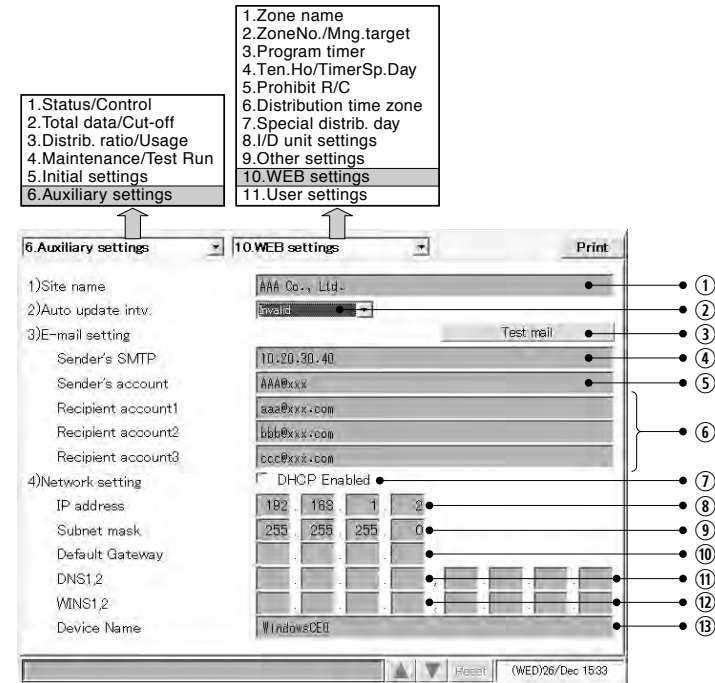 1.Zone name
2.ZoneNo./Mng.target
3.Program timer
4.Ten.Ho/TimerSp.Day
5.Prohibit R/C
6.Distribution time zone
7.Special distrib. day
8.I/D unit settings
9.Other settings
10.WEB settings
11.User settings
1.Status/Control
2.Total data/Cut-off
3.Distrib. ratio/Usage
4.Maintenance/Test Run
5.Initial settings
6.Auxiliary settings
6.Auxiliary settings 10.WEB settings Print
1)Site name AAA Co., Ltd. ①
2)Auto update intv. Invalid ②
3)E-mail setting Test mail ③
Sender's SMTP 10.20.30.40 ④
Sender's account AAA@xxx ⑤
Recipient account1 aaa@xxx.com
Recipient account2 bbb@xxx.com ⑥
Recipient account3 ccc@xxx.com
4)Network setting DHCP Enabled ⑦
IP address 192 . 168 . 1 . 2 ⑧
Subnet mask 255 . 255 . 255 . 0 ⑨
Default Gateway . . . ⑩
DNS1,2 . . . , . . . ⑪
WINS1,2 . . . , . . . ⑫
Device Name WindowsCE0 ⑬
Reset (WED)26/Dec 15:33